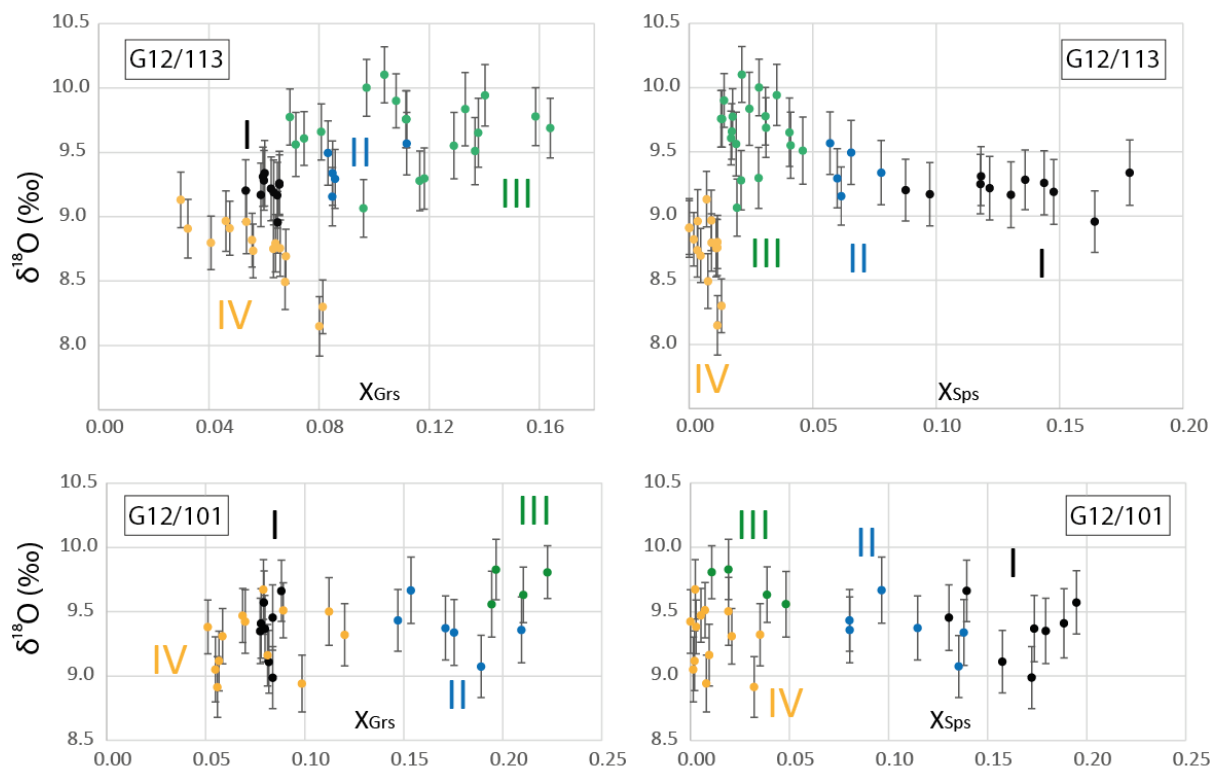 10.5
10.0
9.5
9.0
8.5
8.0
δ18O (‰)
G12/113
I
II
III
IV
XGrs
0.00 0.04 0.08 0.12 0.16
10.5
10.0
9.5
9.0
8.5
8.0
G12/113
III
II
I
IV
XSps
0.00 0.05 0.10 0.15 0.20
10.5
10.0
9.5
9.0
8.5
δ18O (‰)
G12/101
I
III
IV
II
XGrs
0.00 0.05 0.10 0.15 0.20 0.25
10.5
10.0
9.5
9.0
8.5
G12/101
III
II
I
IV
XSps
0.00 0.05 0.10 0.15 0.20 0.25